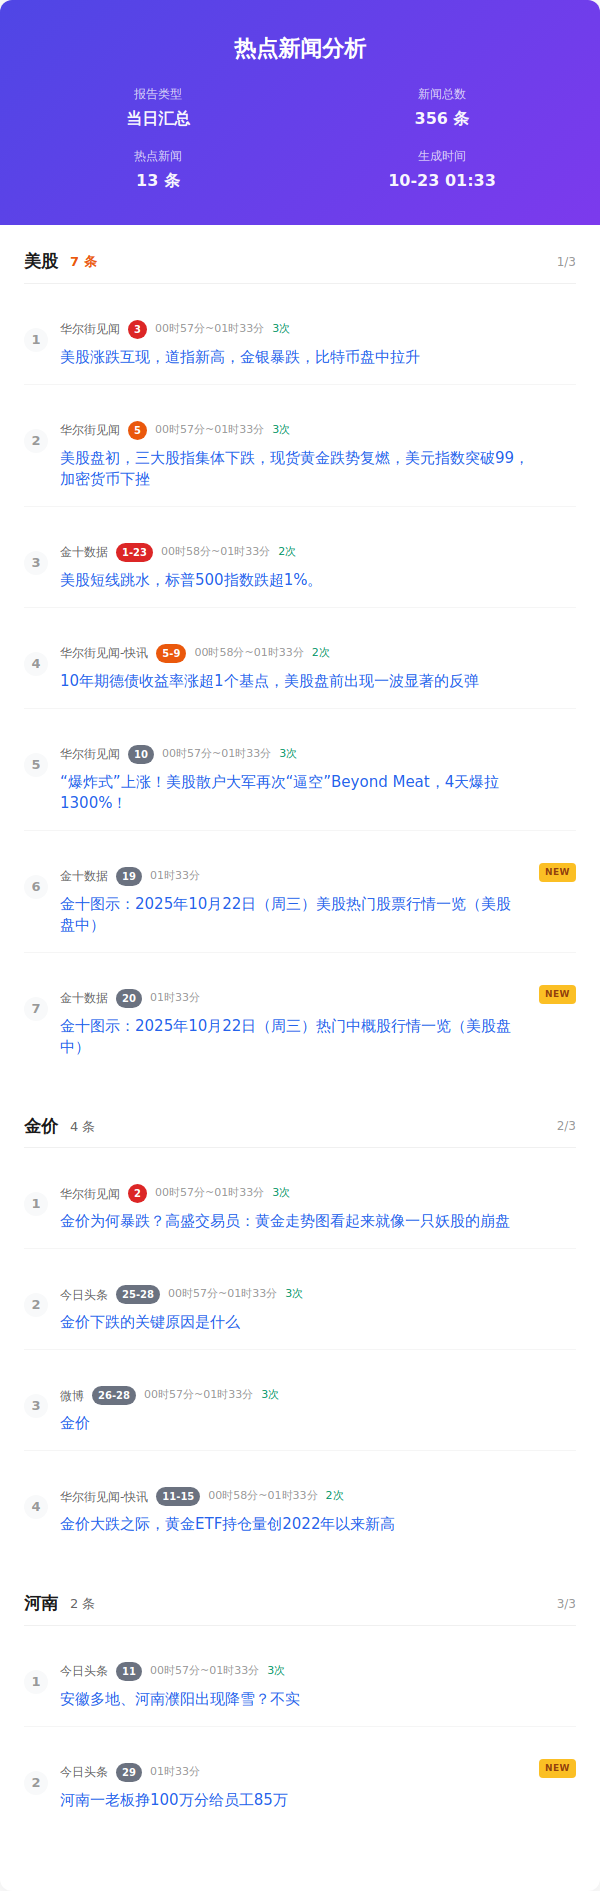 热点新闻分析
报告类型
新闻总数
当日汇总
356 条
热点新闻
生成时间
13 条
10-23 01:33
美股 7 条 1/3
1
华尔街见闻 3 00时57分~01时33分 3次
美股涨跌互现，道指新高，金银暴跌，比特币盘中拉升
2
华尔街见闻 5 00时57分~01时33分 3次
美股盘初，三大股指集体下跌，现货黄金跌势复燃，美元指数突破99，
加密货币下挫
3
金十数据 1-23 00时58分~01时33分 2次
美股短线跳水，标普500指数跌超1%。
4
华尔街见闻-快讯 5-9 00时58分~01时33分 2次
10年期德债收益率涨超1个基点，美股盘前出现一波显著的反弹
5
华尔街见闻 10 00时57分~01时33分 3次
“爆炸式”上涨！美股散户大军再次“逼空”Beyond Meat，4天爆拉
1300%！
6
金十数据 19 01时33分 NEW
金十图示：2025年10月22日（周三）美股热门股票行情一览（美股
盘中）
7
金十数据 20 01时33分 NEW
金十图示：2025年10月22日（周三）热门中概股行情一览（美股盘
中）
金价 4 条 2/3
1
华尔街见闻 2 00时57分~01时33分 3次
金价为何暴跌？高盛交易员：黄金走势图看起来就像一只妖股的崩盘
2
今日头条 25-28 00时57分~01时33分 3次
金价下跌的关键原因是什么
3
微博 26-28 00时57分~01时33分 3次
金价
4
华尔街见闻-快讯 11-15 00时58分~01时33分 2次
金价大跌之际，黄金ETF持仓量创2022年以来新高
河南 2 条 3/3
1
今日头条 11 00时57分~01时33分 3次
安徽多地、河南濮阳出现降雪？不实
2
今日头条 29 01时33分 NEW
河南一老板挣100万分给员工85万